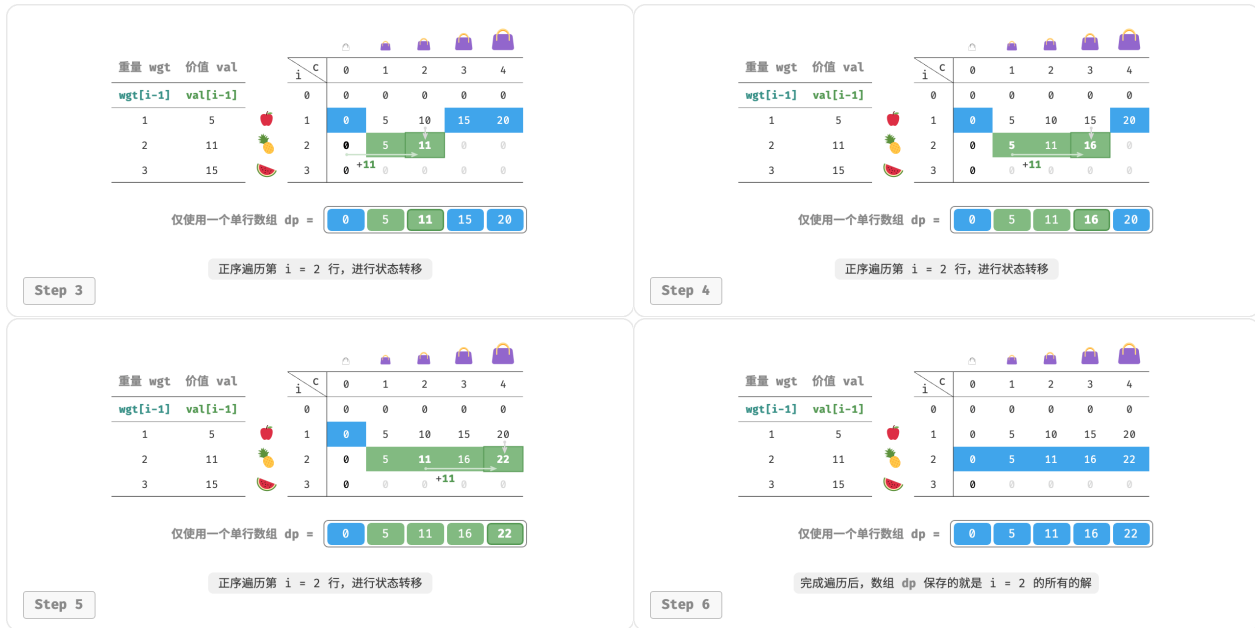 重量 wgt 价值 val
i C 0 1 2 3 4
wgt[i-1] val[i-1] 0 0 0 0 0 0
1 5 1 0 5 10 15 20
2 11 2 0 5 11 0 0
+11
3 15 3 0 0 0 0 0
仅使用一个单行数组 dp = 0 5 11 15 20
正序遍历第 i = 2 行，进行状态转移
Step 3
重量 wgt 价值 val
i C 0 1 2 3 4
wgt[i-1] val[i-1] 0 0 0 0 0 0
1 5 1 0 5 10 15 20
2 11 2 0 5 11 16 0
+11
3 15 3 0 0 0 0 0
仅使用一个单行数组 dp = 0 5 11 16 20
正序遍历第 i = 2 行，进行状态转移
Step 4
重量 wgt 价值 val
i C 0 1 2 3 4
wgt[i-1] val[i-1] 0 0 0 0 0 0
1 5 1 0 5 10 15 20
2 11 2 0 5 11 16 22
+11
3 15 3 0 0 0 0 0
仅使用一个单行数组 dp = 0 5 11 16 22
正序遍历第 i = 2 行，进行状态转移
Step 5
重量 wgt 价值 val
i C 0 1 2 3 4
wgt[i-1] val[i-1] 0 0 0 0 0 0
1 5 1 0 5 10 15 20
2 11 2 0 5 11 16 22
3 15 3 0 0 0 0 0
仅使用一个单行数组 dp = 0 5 11 16 22
完成遍历后，数组 dp 保存的就是 i = 2 的所有的解
Step 6